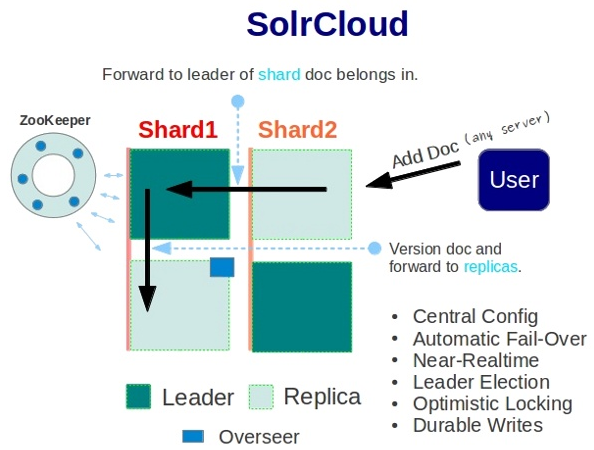 SolrCloud
Forward to leader of shard doc belongs in.
ZooKeeper
Shard1
Shard2
Add Doc (any server)
User
Version doc and
forward to replicas.
• Central Config
• Automatic Fail-Over
• Near-Realtime
• Leader Election
• Optimistic Locking
• Durable Writes
Leader
Replica
Overseer